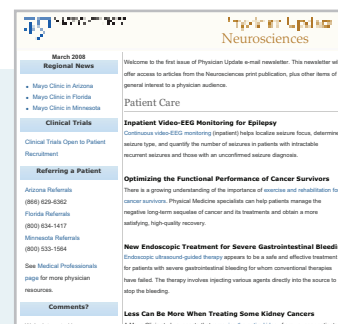 Neurosciences
March 2008
Regional News
Mayo Clinic in Arizona
Mayo Clinic in Florida
Mayo Clinic in Minnesota
Clinical Trials
Clinical Trials Open to Patient
Recruitment
Referring a Patient
Arizona Referrals
(866) 629-6362
Florida Referrals
(800) 634-1417
Minnesota Referrals
(800) 533-1564
See Medical Professionals
page for more physician
resources.
Comments?
Welcome to the first issue of Physician Update e-mail newsletter. This newsletter wi
offer access to articles from the Neurosciences print publication, plus other items of
general interest to a physician audience.
Patient Care
Inpatient Video-EEG Monitoring for Epilepsy
Continuous video-EEG monitoring (inpatient) helps localize seizure focus, determine
seizure type, and quantify the number of seizures in patients with intractable
recurrent seizures and those with an unconfirmed seizure diagnosis.
Optimizing the Functional Performance of Cancer Survivors
There is a growing understanding of the importance of exercises and rehabilitation fo
cancer survivors. Physical Medicine specialists can help patients manage the
negative long-term sequelae of cancer and its treatments and obtain a more
satisfying, high-quality recovery.
New Endoscopic Treatment for Severe Gastrointestinal Bleedi
Endoscopic ultrasound-guided therapy appears to be a safe and effective treatment
for patients with severe gastrointestinal bleeding for whom conventional therapies
have failed. The therapy involves injecting various agents directly into the source to
stop the bleeding.
Less Can Be More When Treating Some Kidney Cancers